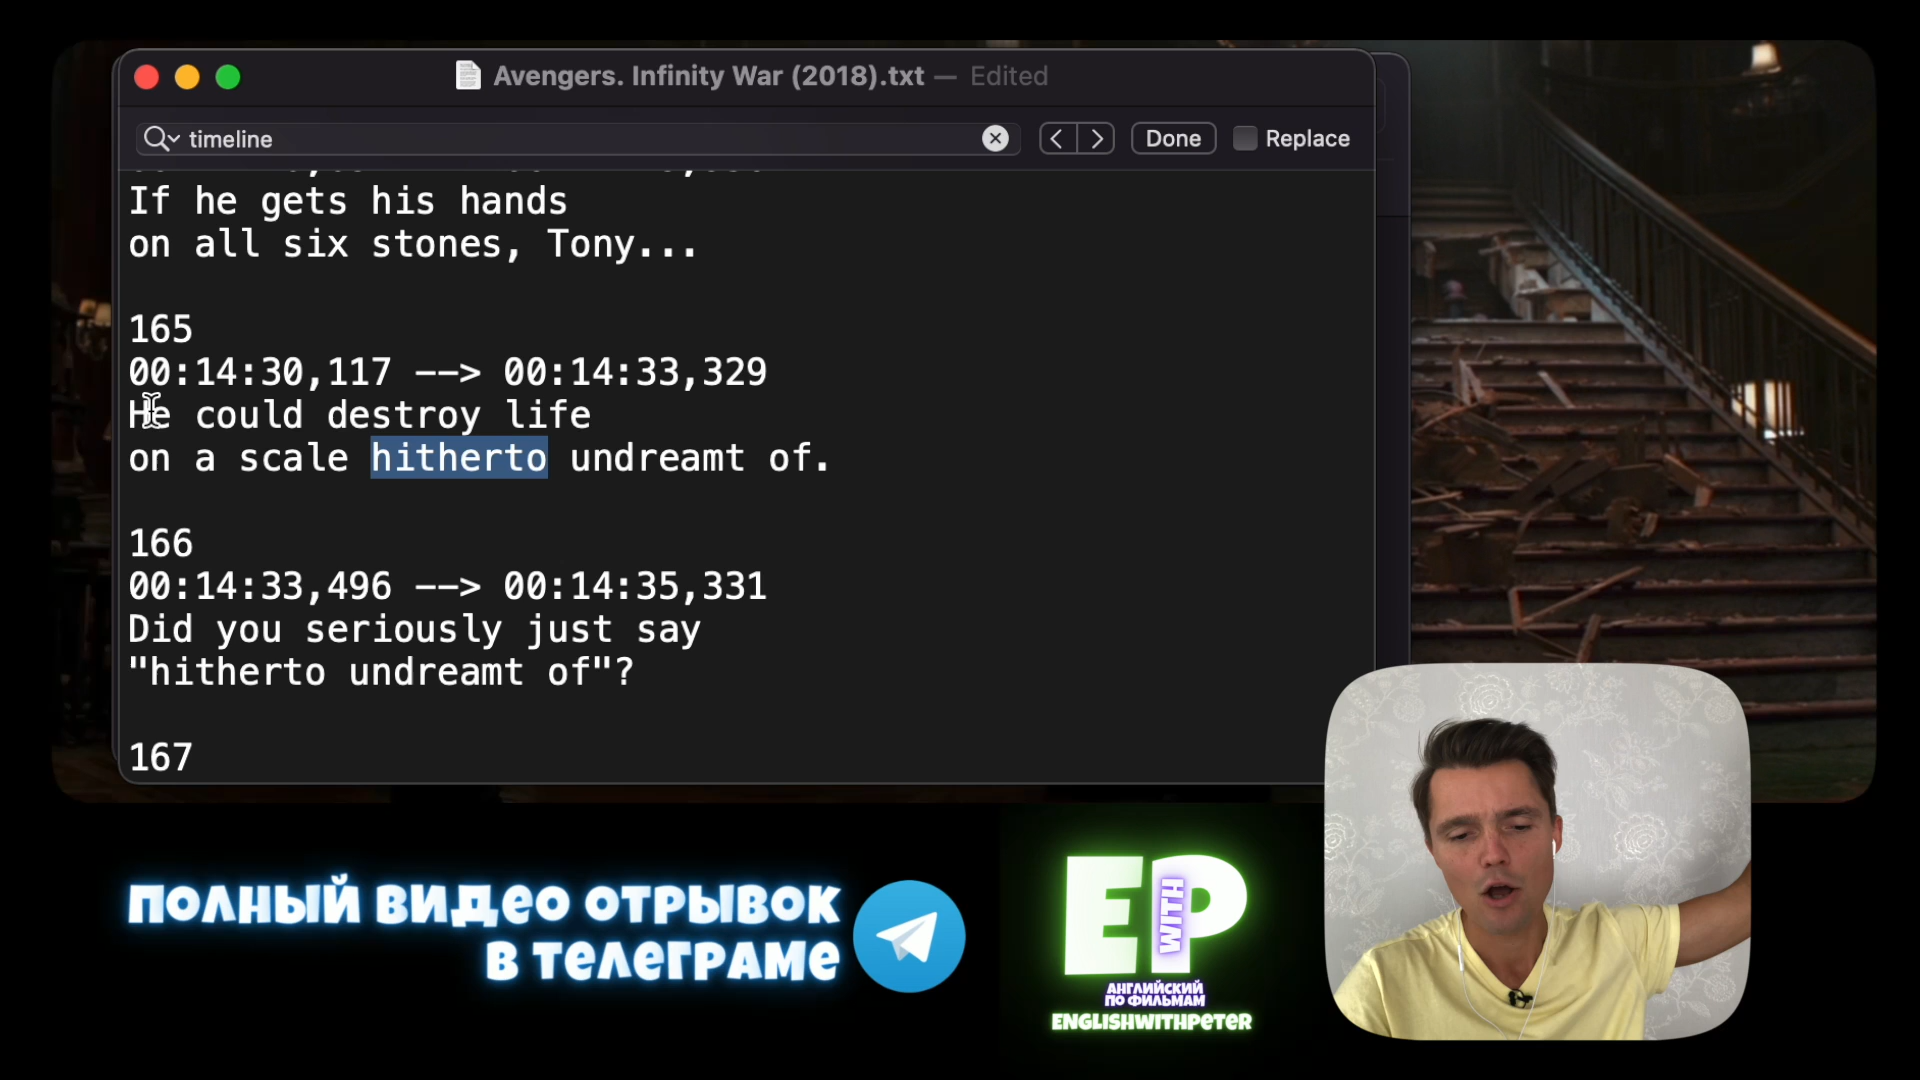 Avengers. Infinity War (2018).txt — Edited
timeline
Done
Replace
If he gets his hands
on all six stones, Tony...
165
00:14:30,117 --> 00:14:33,329
He could destroy life
on a scale hitherto undreamt of.
166
00:14:33,496 --> 00:14:35,331
Did you seriously just say
"hitherto undreamt of"?
167
ПОЛНЫЙ ВИДЕО ОТРЫВОК
В ТЕЛЕГРАМЕ
EP
WITH
АНГЛИЙСКИЙ
ПО ФИЛЬМАМ
ENGLISHWITHPETER